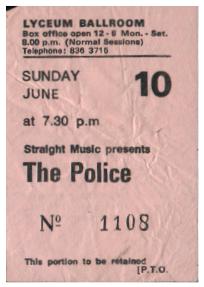 LYCEUM BALLROOM
Box office open 12 - 6 Mon. - Sat.
8.00 p.m. (Normal Sessions)
Telephone: 836 3715
SUNDAY
JUNE
10
at 7.30 p.m
Straight Music presents
The Police
Nº 1108
This portion to be retained
[P.T.O.